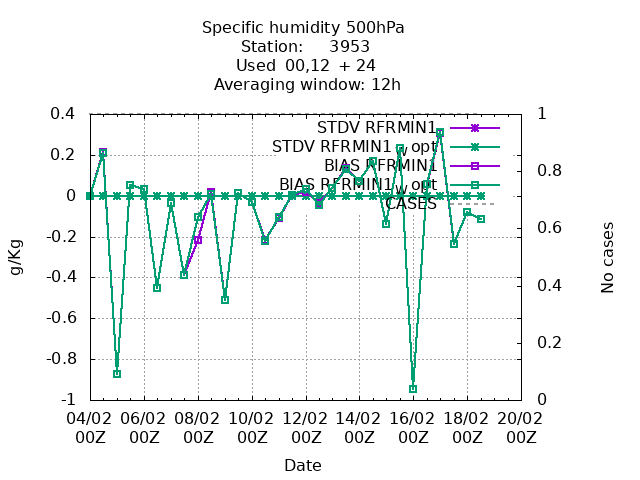 Specific humidity 500hPa
Station: 3953
Used 00,12 + 24
Averaging window: 12h
g/Kg
No cases
0.4
0.2
0
-0.2
-0.4
-0.6
-0.8
-1
1
0.8
0.6
0.4
0.2
0
STDV RFRMIN1
STDV RFRMIN1_w_opt
BIAS RFRMIN1
BIAS RFRMIN1_w_opt
CASES
04/02 06/02 08/02 10/02 12/02 14/02 16/02 18/02 20/02
00Z 00Z 00Z 00Z 00Z 00Z 00Z 00Z 00Z
Date